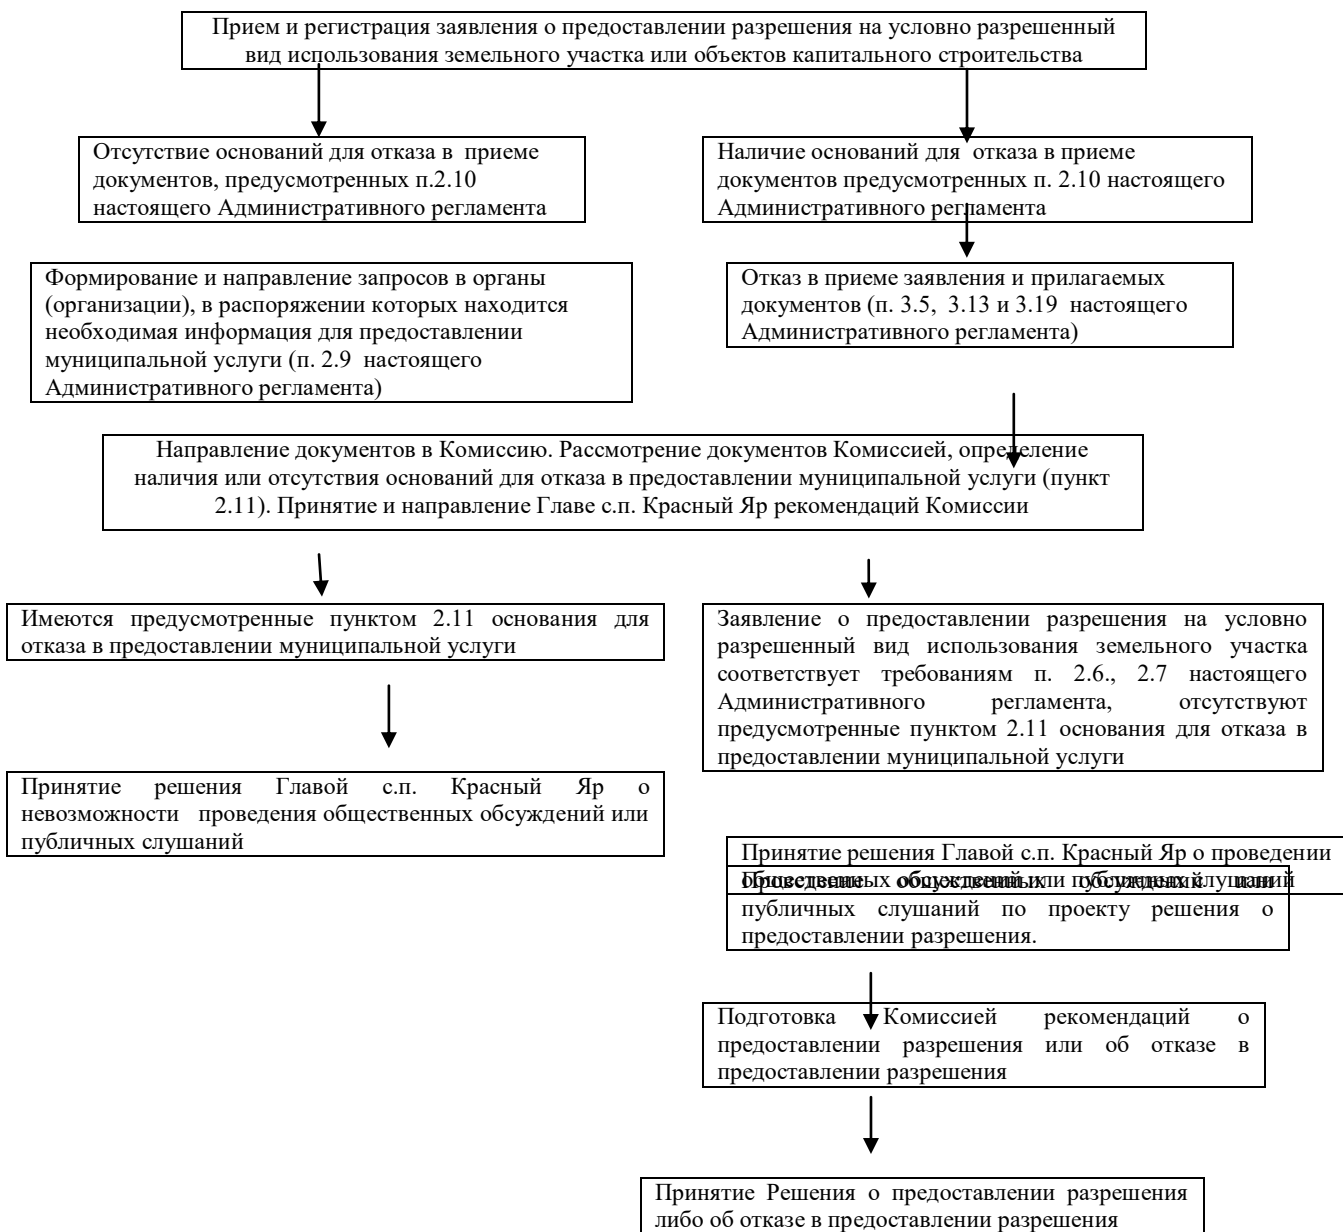 Прием и регистрация заявления о предоставлении разрешения на условно разрешенный
вид использования земельного участка или объектов капитального строительства
Отсутствие оснований для отказа в приеме
документов, предусмотренных п.2.10
настоящего Административного регламента
Наличие оснований для отказа в приеме
документов предусмотренных п. 2.10 настоящего
Административного регламента
Формирование и направление запросов в органы
(организации), в распоряжении которых находится
необходимая информация для предоставлении
муниципальной услуги (п. 2.9 настоящего
Административного регламента)
Отказ в приеме заявления и прилагаемых
документов (п. 3.5, 3.13 и 3.19 настоящего
Административного регламента)
Направление документов в Комиссию. Рассмотрение документов Комиссией, определение
наличия или отсутствия оснований для отказа в предоставлении муниципальной услуги (пункт
2.11). Принятие и направление Главе с.п. Красный Яр рекомендаций Комиссии
Имеются предусмотренные пунктом 2.11 основания для
отказа в предоставлении муниципальной услуги
Заявление о предоставлении разрешения на условно
разрешенный вид использования земельного участка
соответствует требованиям п. 2.6., 2.7 настоящего
Административного регламента, отсутствуют
предусмотренные пунктом 2.11 основания для отказа в
предоставлении муниципальной услуги
Принятие решения Главой с.п. Красный Яр о
невозможности проведения общественных обсуждений или
публичных слушаний
Принятие решения Главой с.п. Красный Яр о проведении
общественных обсуждений или публичных слушаний
Проведение общественных обсуждений или
публичных слушаний по проекту решения о
предоставлении разрешения.
Подготовка Комиссией рекомендаций о
предоставлении разрешения или об отказе в
предоставлении разрешения
Принятие Решения о предоставлении разрешения
либо об отказе в предоставлении разрешения